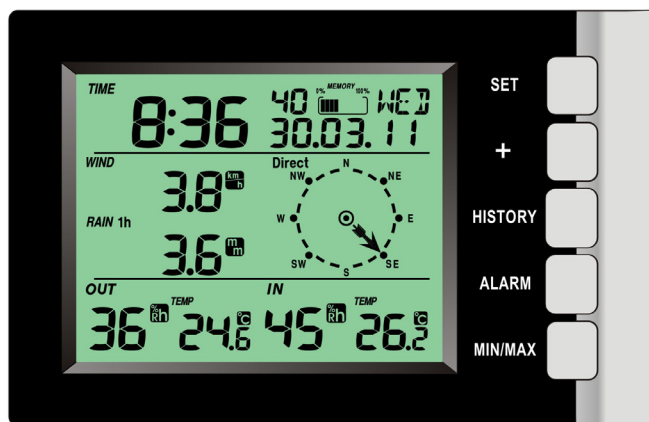 TIME
8:36
40 0% MEMORY 100% WED
30.03.11
WIND
3.8 km/h
RAIN 1h
3.6 mm
Direct
N
NW NE
W E
SW SE
S
OUT
36 %Rh TEMP 24.6 °C
IN
45 %Rh TEMP 26.2 °C
SET
+
HISTORY
ALARM
MIN/MAX